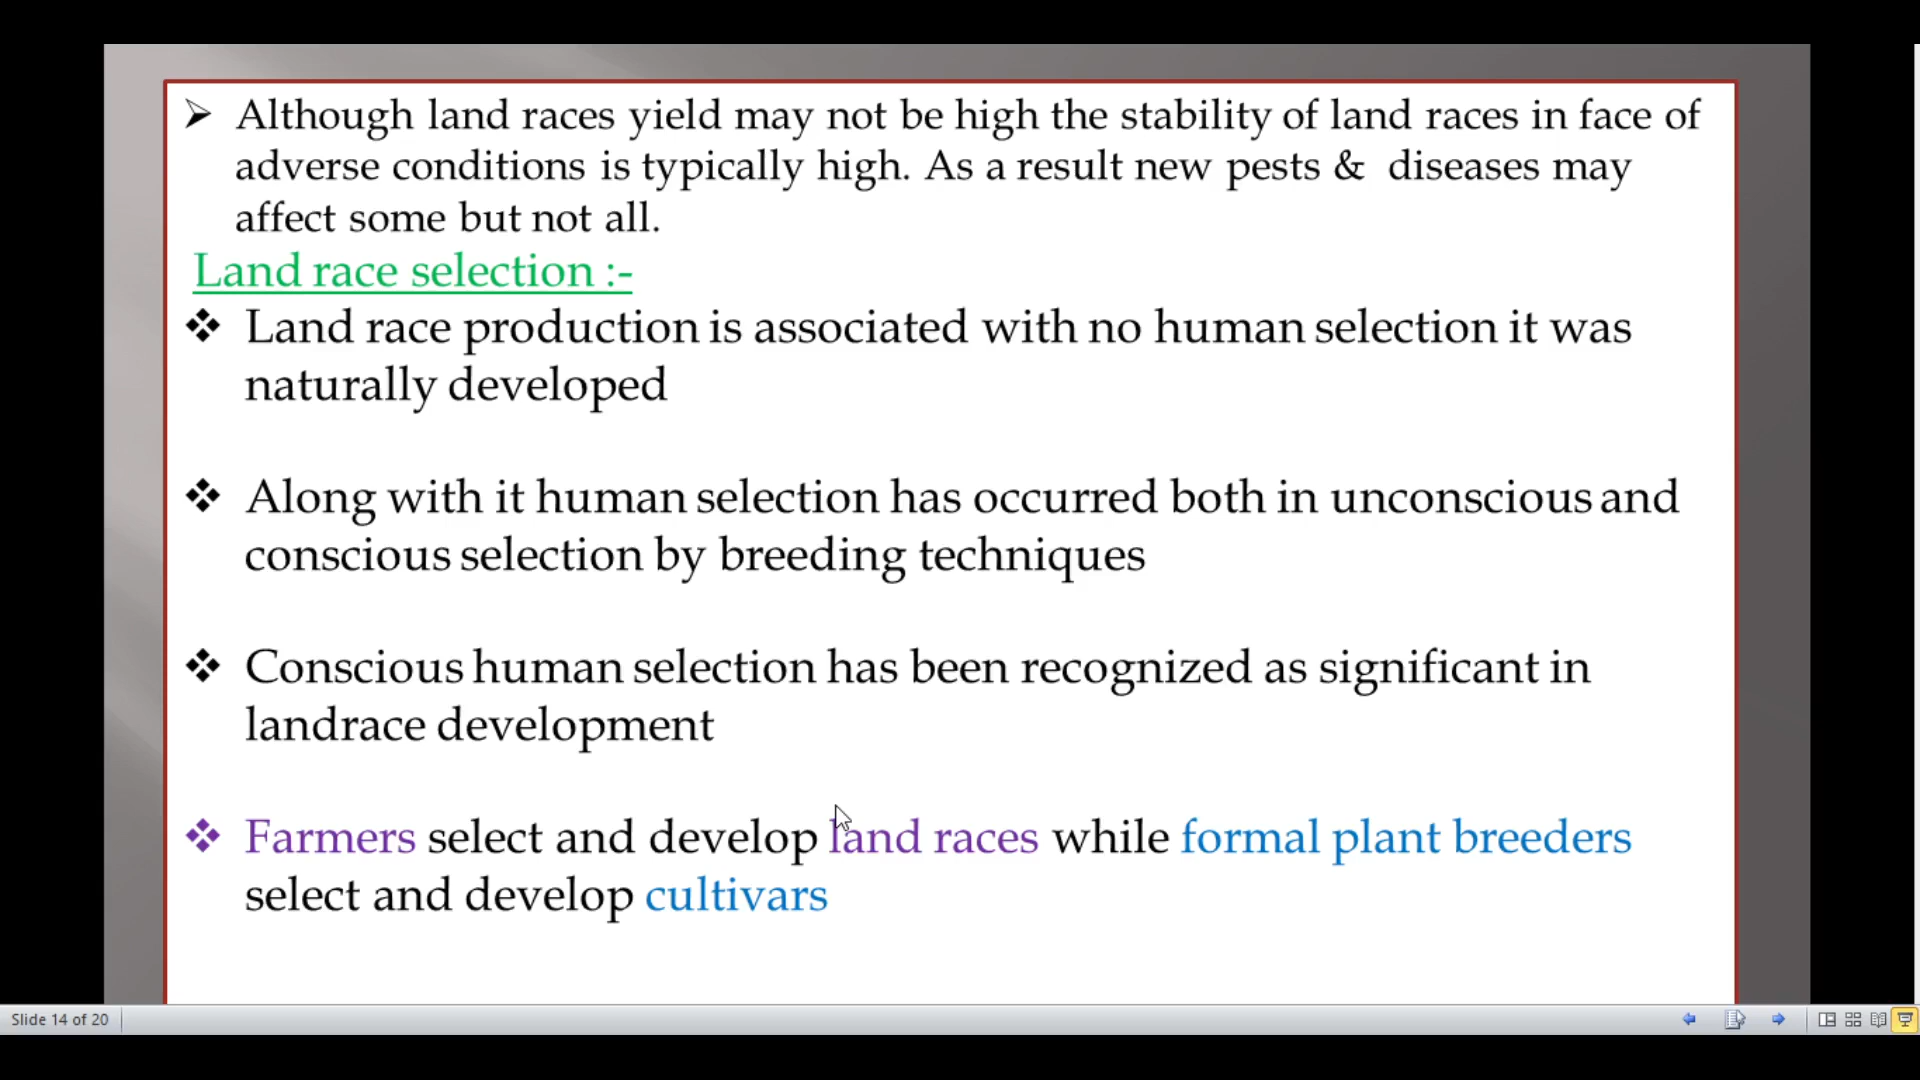 Although land races yield may not be high the stability of land races in face of
adverse conditions is typically high. As a result new pests & diseases may
affect some but not all.
Land race selection :-
Land race production is associated with no human selection it was
naturally developed
Along with it human selection has occurred both in unconscious and
conscious selection by breeding techniques
Conscious human selection has been recognized as significant in
landrace development
Farmers select and develop land races while formal plant breeders
select and develop cultivars
Slide 14 of 20